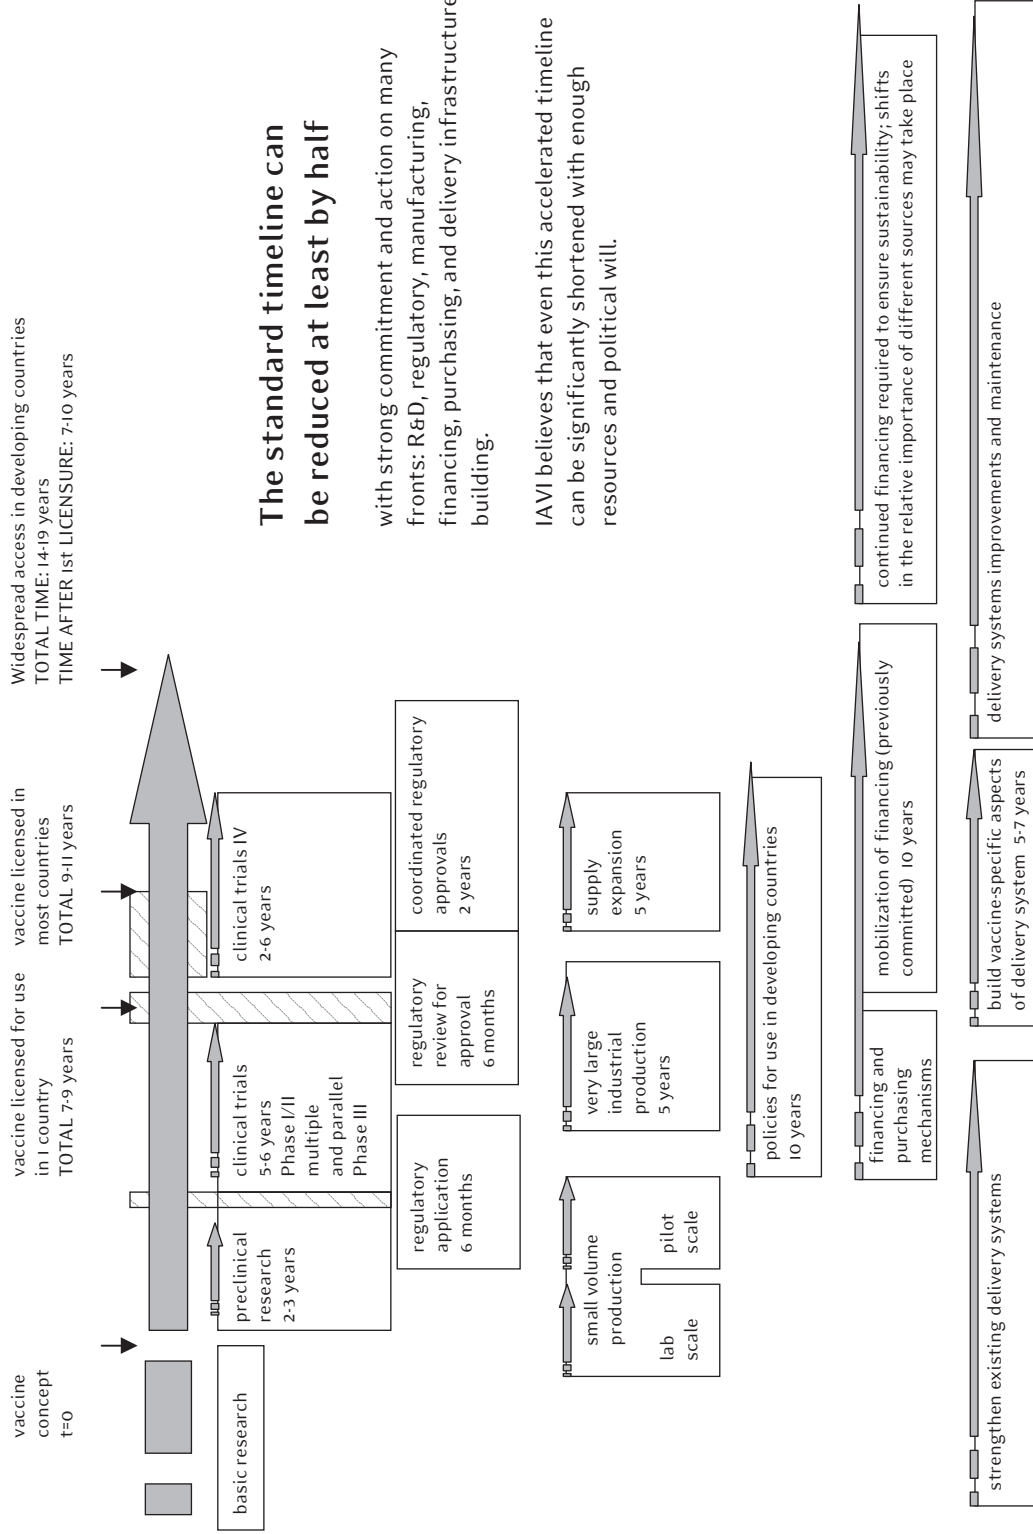 vaccine
concept
t=0
vaccine licensed for use
in 1 country
TOTAL 7-9 years
vaccine licensed in
most countries
TOTAL 9-11 years
Widespread access in developing countries
TOTAL TIME: 14-19 years
TIME AFTER 1st LICENSURE: 7-10 years
basic research
preclinical
research
2-3 years
clinical trials
5-6 years
Phase I/II
multiple
and parallel
Phase III
clinical trials IV
2-6 years
regulatory
application
6 months
regulatory
review for
approval
6 months
coordinated regulatory
approvals
2 years
small volume
production
lab
scale
pilot
scale
very large
industrial
production
5 years
supply
expansion
5 years
policies for use in developing countries
10 years
financing and
purchasing
mechanisms
mobilization of financing (previously
committed) 10 years
continued financing required to ensure sustainability; shifts
in the relative importance of different sources may take place
strengthen existing delivery systems
build vaccine-specific aspects
of delivery system 5-7 years
delivery systems improvements and maintenance
The standard timeline can
be reduced at least by half
with strong commitment and action on many
fronts: R&D, regulatory, manufacturing,
financing, purchasing, and delivery infrastructure
building.
IAVI believes that even this accelerated timeline
can be significantly shortened with enough
resources and political will.